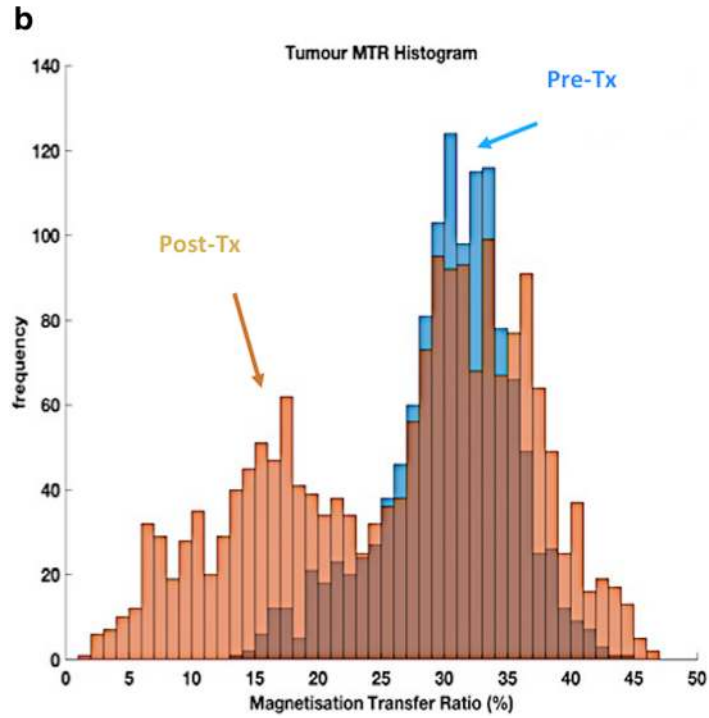 b
Tumour MTR Histogram
140
120
100
80
60
40
20
0
frequency
Pre-Tx
Post-Tx
0 5 10 15 20 25 30 35 40 45 50
Magnetisation Transfer Ratio (%)